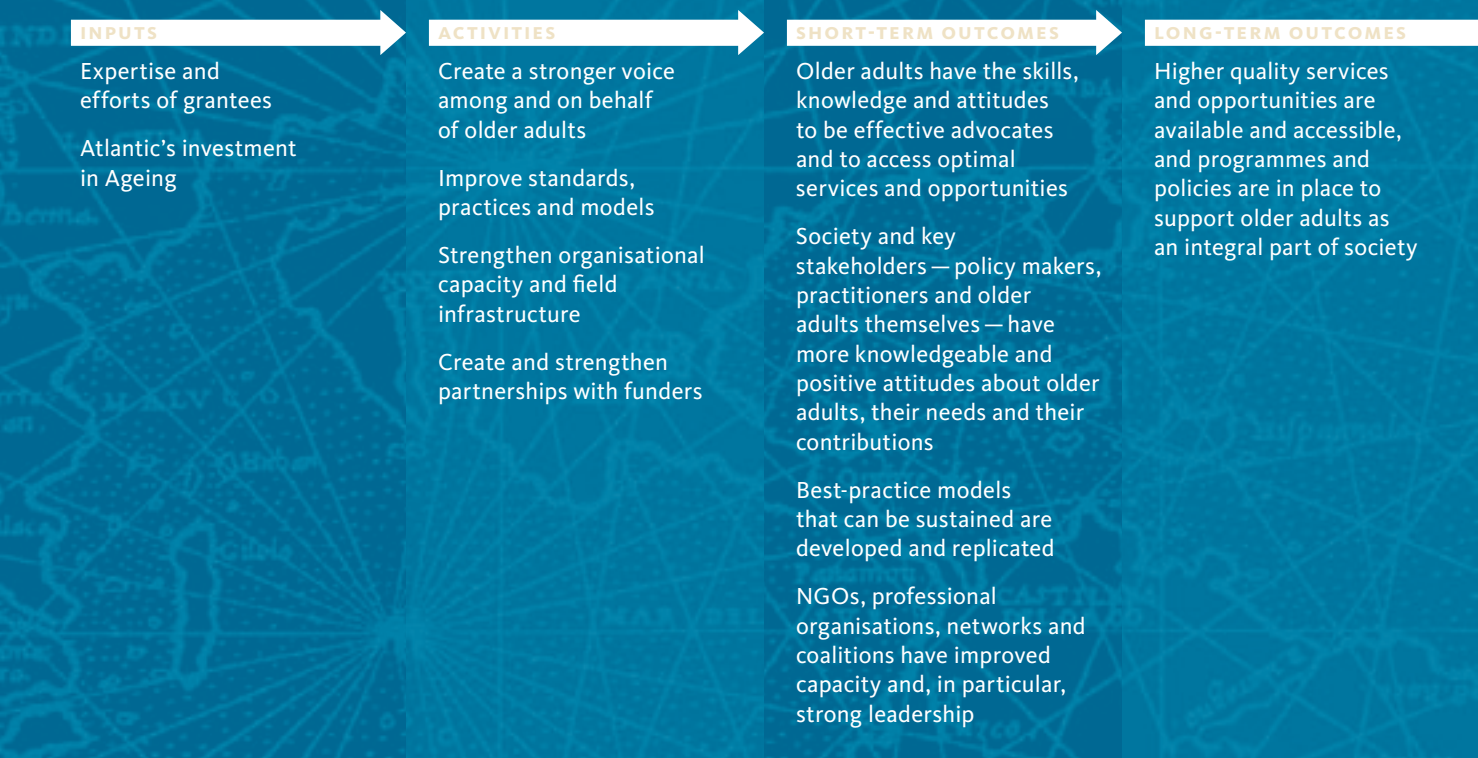 INPUTS
Expertise and
efforts of grantees
Atlantic’s investment
in Ageing
ACTIVITIES
Create a stronger voice
among and on behalf
of older adults
Improve standards,
practices and models
Strengthen organisational
capacity and field
infrastructure
Create and strengthen
partnerships with funders
SHORT-TERM OUTCOMES
Older adults have the skills,
knowledge and attitudes
to be effective advocates
and to access optimal
services and opportunities
Society and key
stakeholders — policy makers,
practitioners and older
adults themselves — have
more knowledgeable and
positive attitudes about older
adults, their needs and their
contributions
Best-practice models
that can be sustained are
developed and replicated
NGOs, professional
organisations, networks and
coalitions have improved
capacity and, in particular,
strong leadership
LONG-TERM OUTCOMES
Higher quality services
and opportunities are
available and accessible,
and programmes and
policies are in place to
support older adults as
an integral part of society